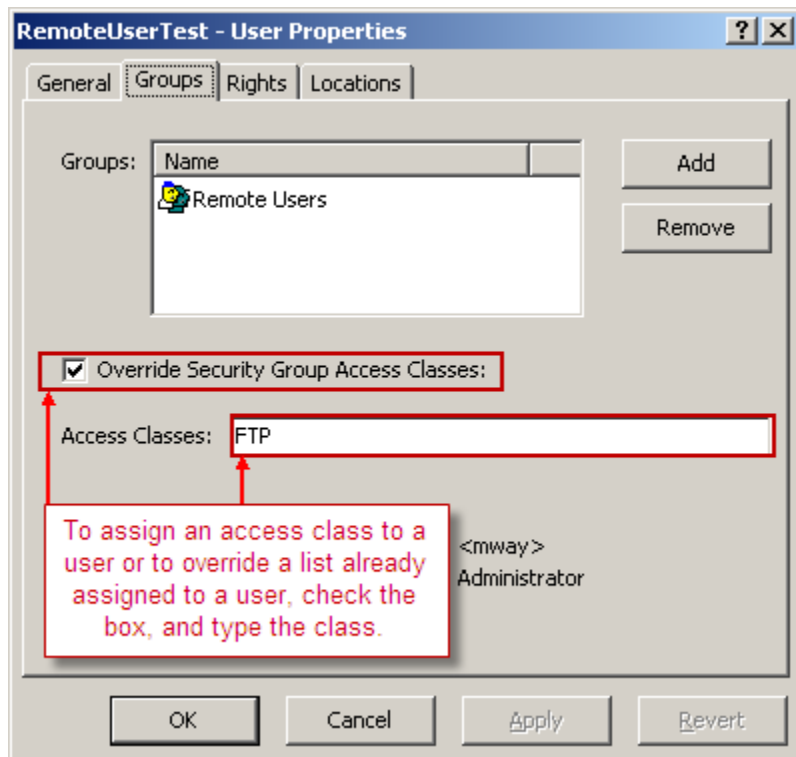 RemoteUserTest - User Properties
? X
General Groups Rights Locations
Groups: Name Add
Remote Users
Remove
Override Security Group Access Classes:
Access Classes: FTP
To assign an access class to a
user or to override a list already
assigned to a user, check the
box, and type the class.
<mway>
Administrator
OK Cancel Apply Revert